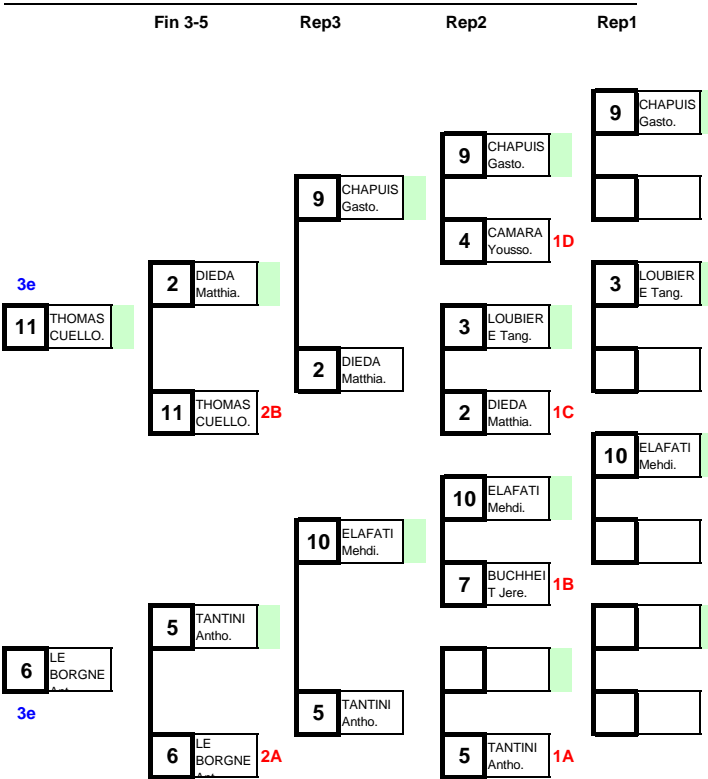 Fin 3-5 Rep3 Rep2 Rep1
9 CHAPUIS
Gasto.
9 CHAPUIS
Gasto.
9 CHAPUIS
Gasto.
4 CAMARA
Yousso. 1D
3e
2 DIEDA
Matthia.
3 LOUBIER
E Tang.
11 THOMAS
CUELLO.
3 LOUBIER
E Tang.
2 DIEDA
Matthia.
11 THOMAS
CUELLO. 2B
2 DIEDA
Matthia. 1C
10 ELAFATI
Mehdi.
10 ELAFATI
Mehdi.
10 ELAFATI
Mehdi.
7 BUCHHEI
T Jere. 1B
5 TANTINI
Antho.
6 LE
BORGNE
3e
5 TANTINI
Antho.
6 LE
BORGNE 2A
5 TANTINI
Antho. 1A